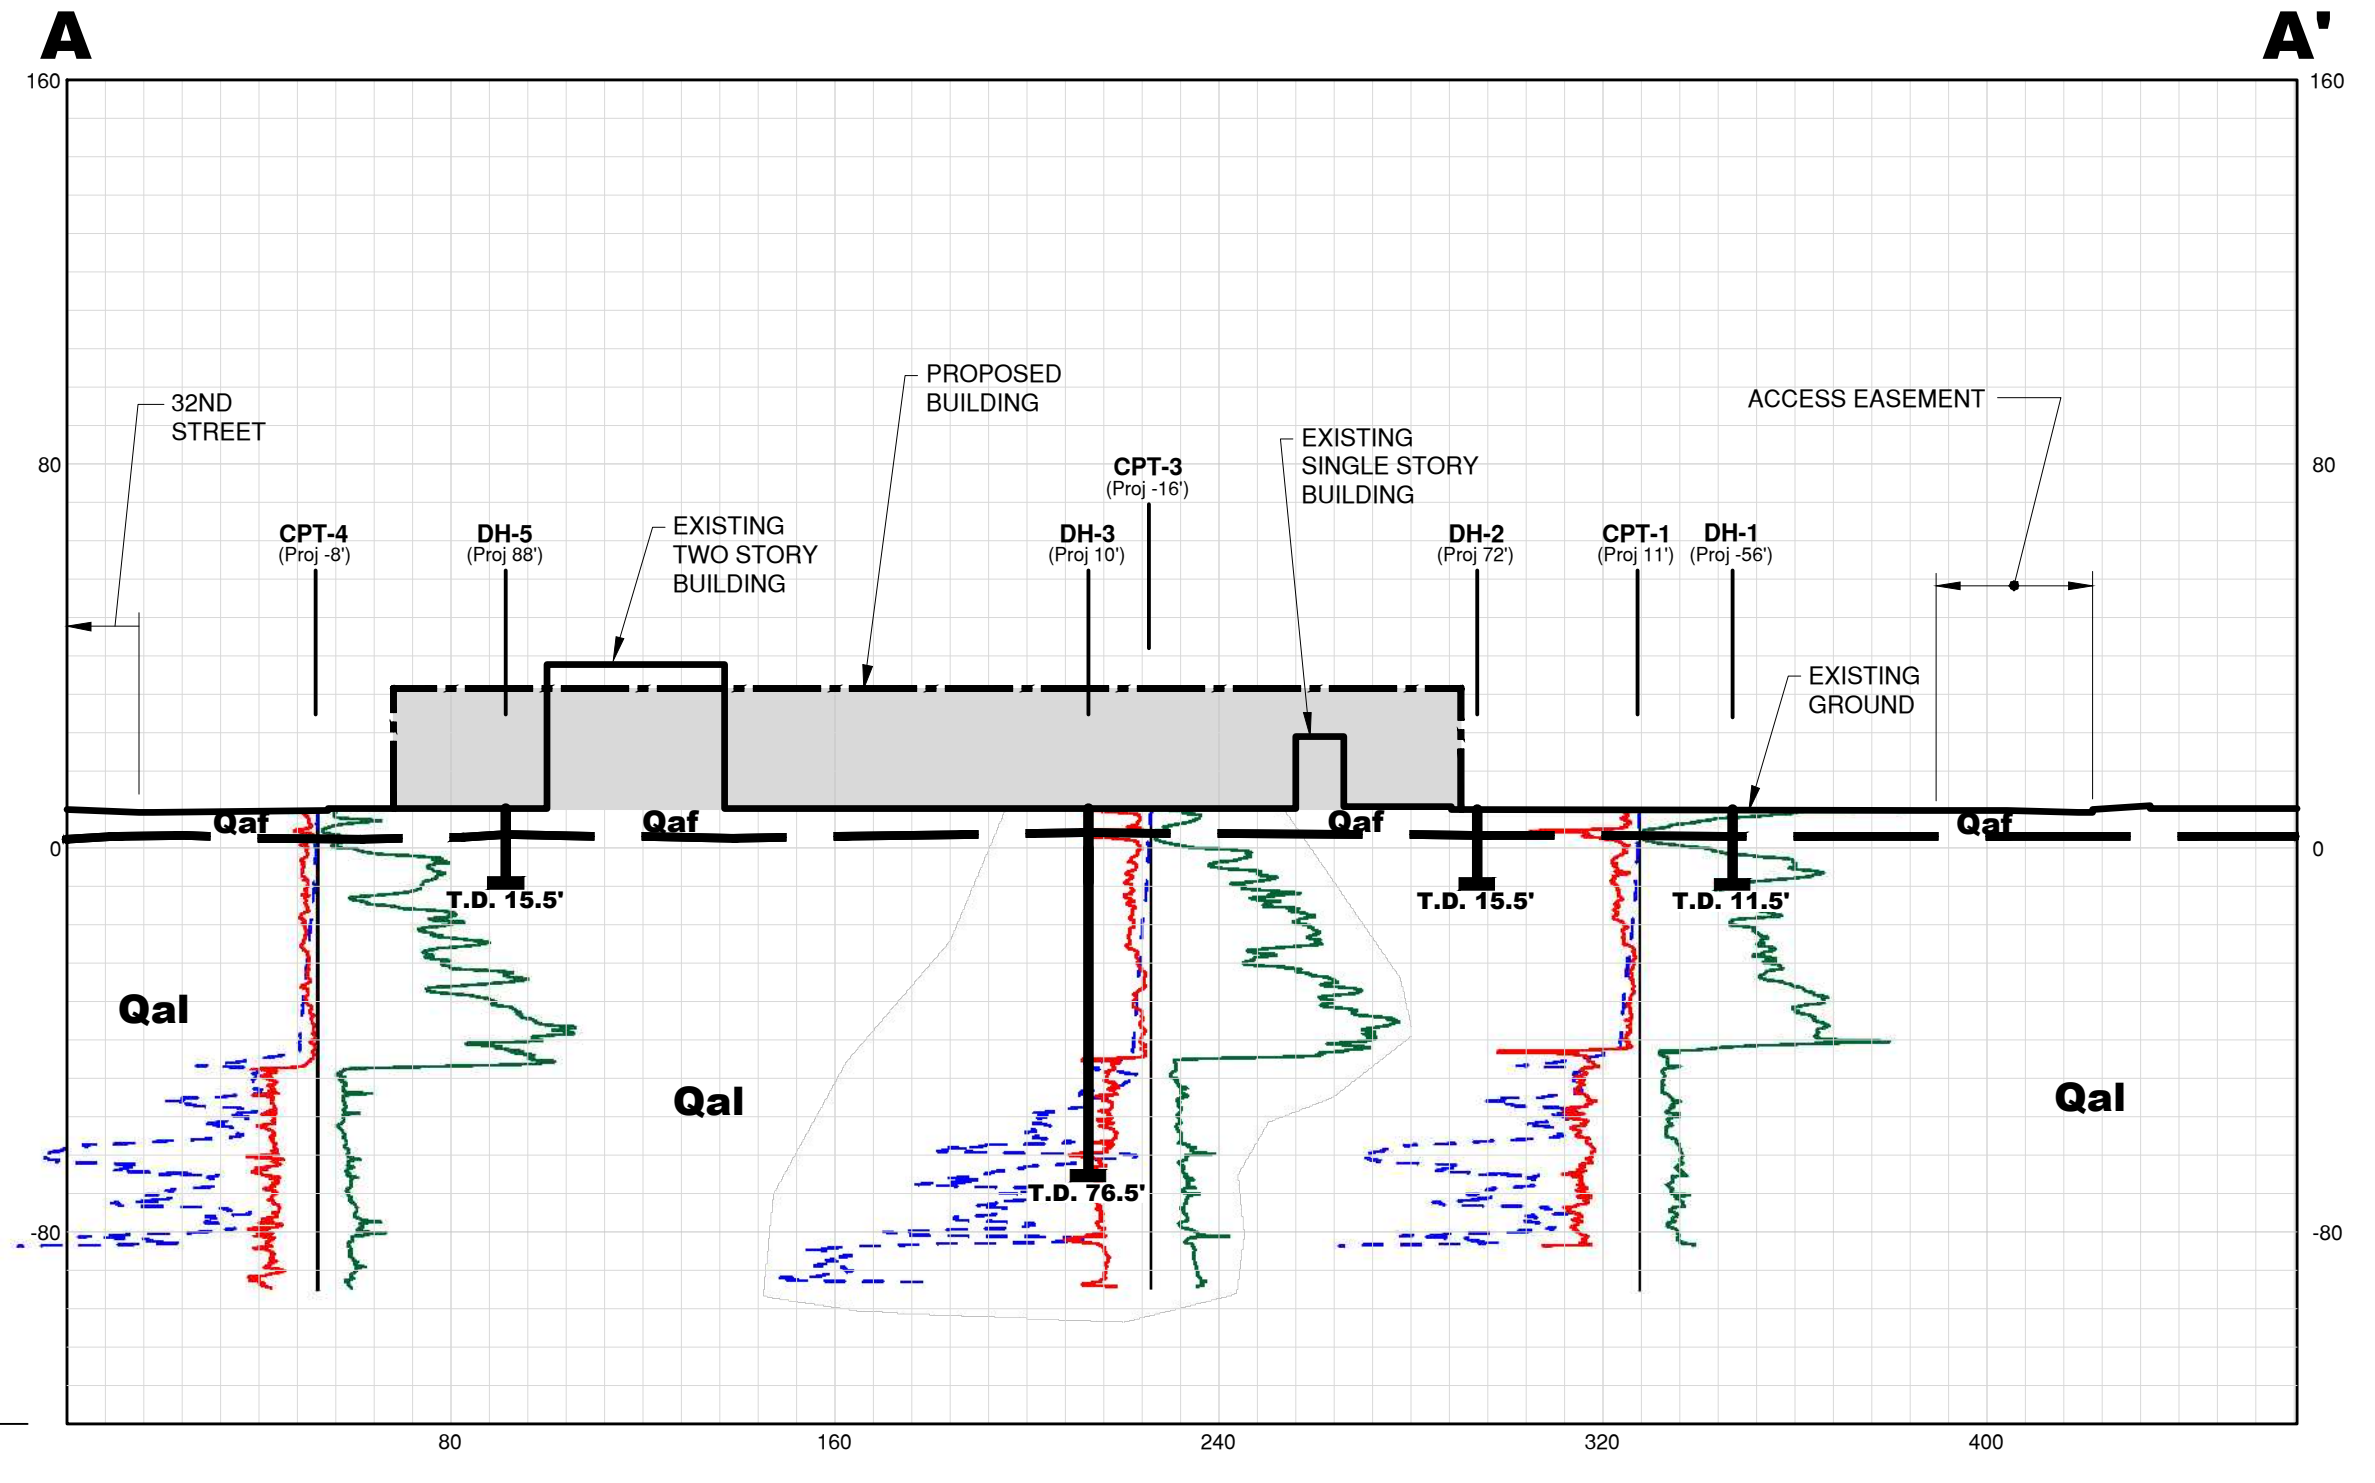 A
A'
160
160
PROPOSED
BUILDING
32ND
STREET
ACCESS EASEMENT
EXISTING
SINGLE STORY
BUILDING
80
80
CPT-3
(Proj -16')
CPT-4
(Proj -8')
DH-5
(Proj 88')
EXISTING
TWO STORY
BUILDING
DH-3
(Proj 10')
DH-2
(Proj 72')
CPT-1
(Proj 11')
DH-1
(Proj -56')
EXISTING
GROUND
Qaf
Qaf
Qaf
Qaf
0
0
T.D. 15.5'
T.D. 15.5'
T.D. 11.5'
Qal
Qal
Qal
T.D. 76.5'
-80
-80
80
160
240
320
400